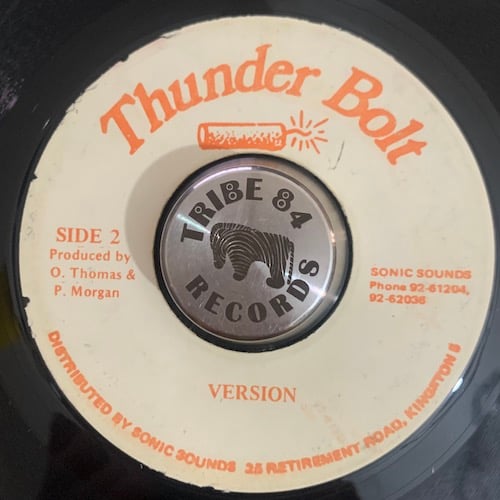 Thunder Bolt
TRIBE 84
RECORDS
SIDE 2
Produced by
O. Thomas &
P. Morgan
SONIC SOUNDS
Phone 92-61204,
92-62036
VERSION
DISTRIBUTED BY SONIC SOUNDS 25 RETIREMENT ROAD, KINGSTON 5